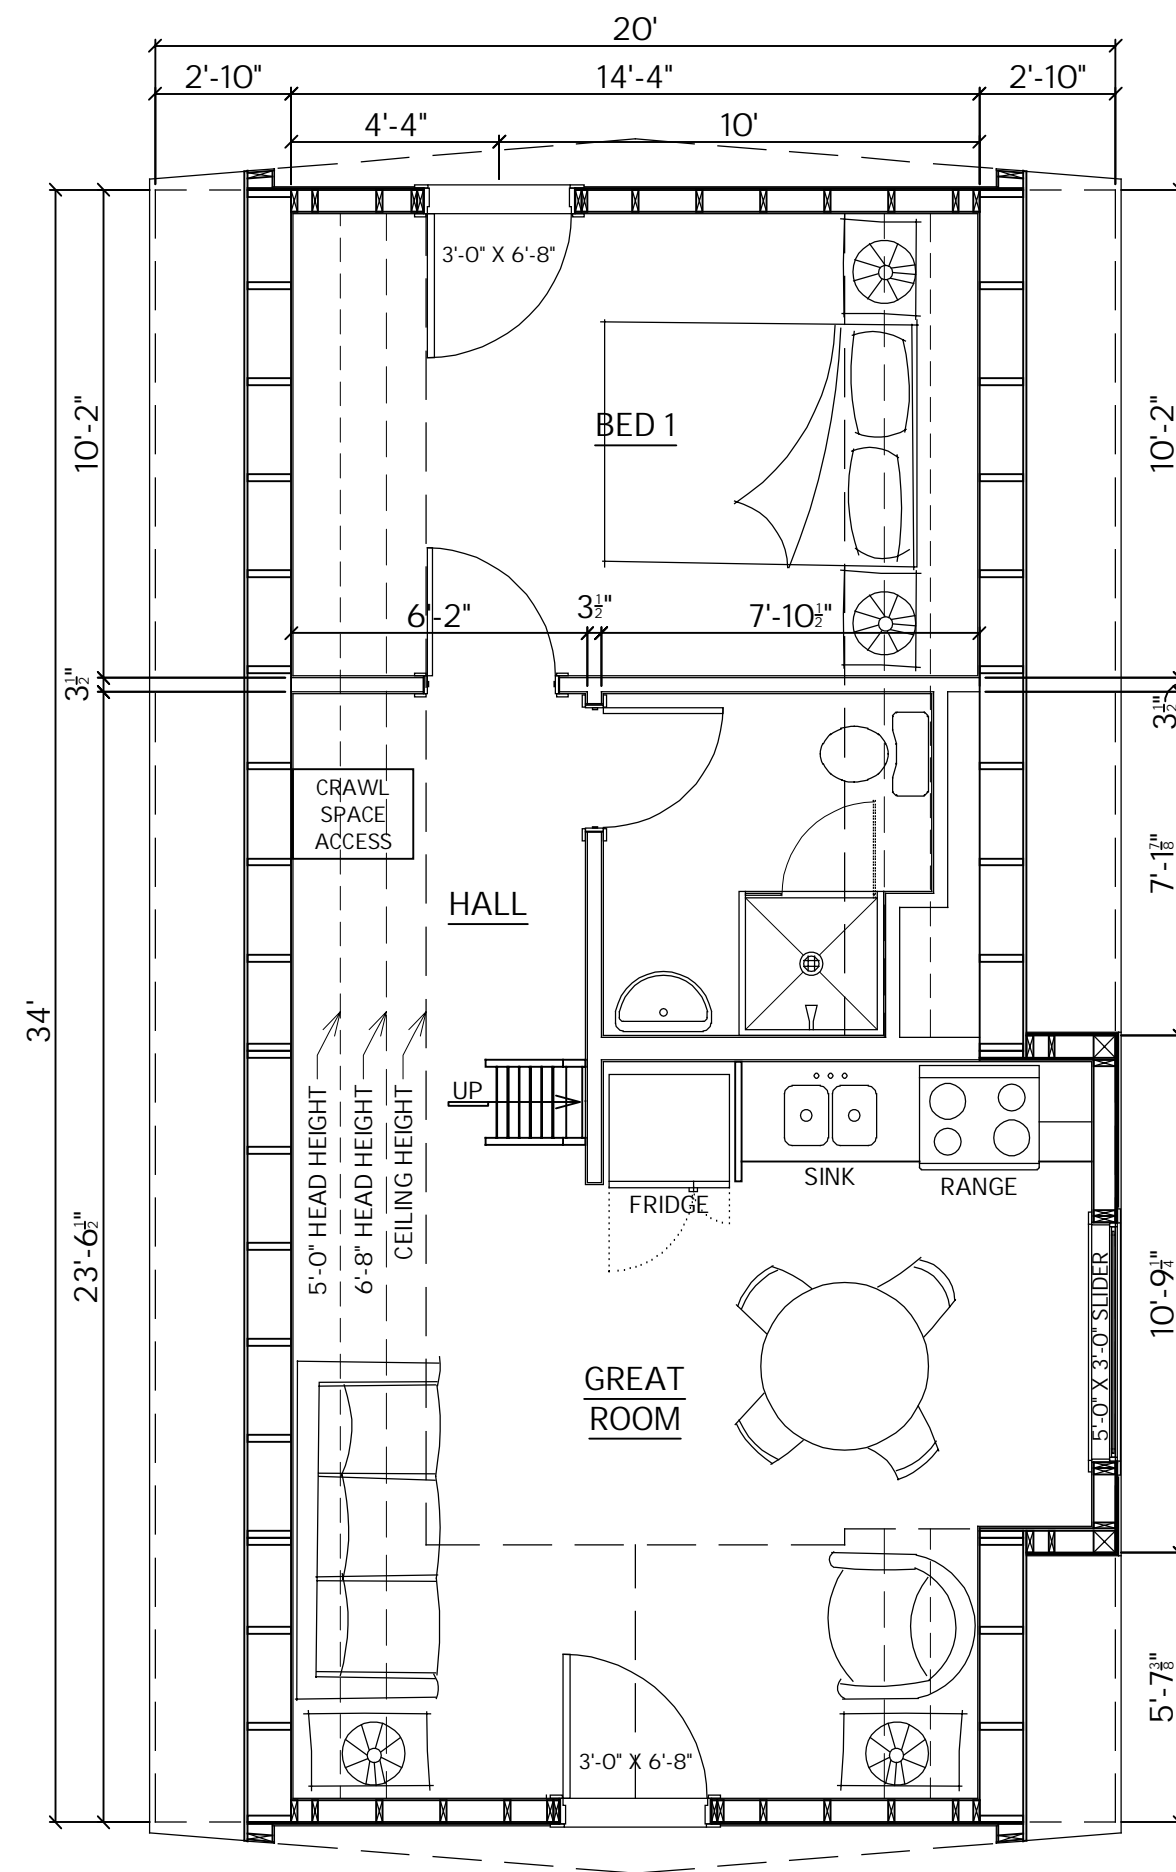 20'
2'-10"
14'-4"
2'-10"
4'-4"
10'
3'-0" X 6'-8"
10'-2"
10'-2"
BED 1
6'-2"
3½"
7'-10½"
3½"
3½"
CRAWL
SPACE
ACCESS
7'-1⅞"
HALL
34'
UP
5'-0" HEAD HEIGHT
6'-8" HEAD HEIGHT
CEILING HEIGHT
SINK
RANGE
FRIDGE
23'-6½"
5'-0" X 3'-0" SLIDER
10'-9¼"
GREAT
ROOM
5'-7⅜"
3'-0" X 6'-8"